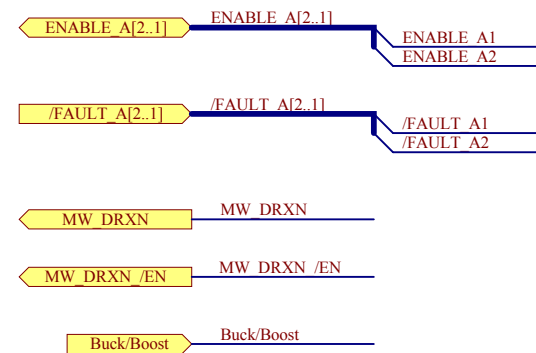 ENABLE_A[2..1] ENABLE_A[2..1]
ENABLE_A1
ENABLE_A2
/FAULT_A[2..1] /FAULT_A[2..1]
/FAULT_A1
/FAULT_A2
MW_DRXN MW_DRXN
MW_DRXN_/EN MW_DRXN_/EN
Buck/Boost Buck/Boost